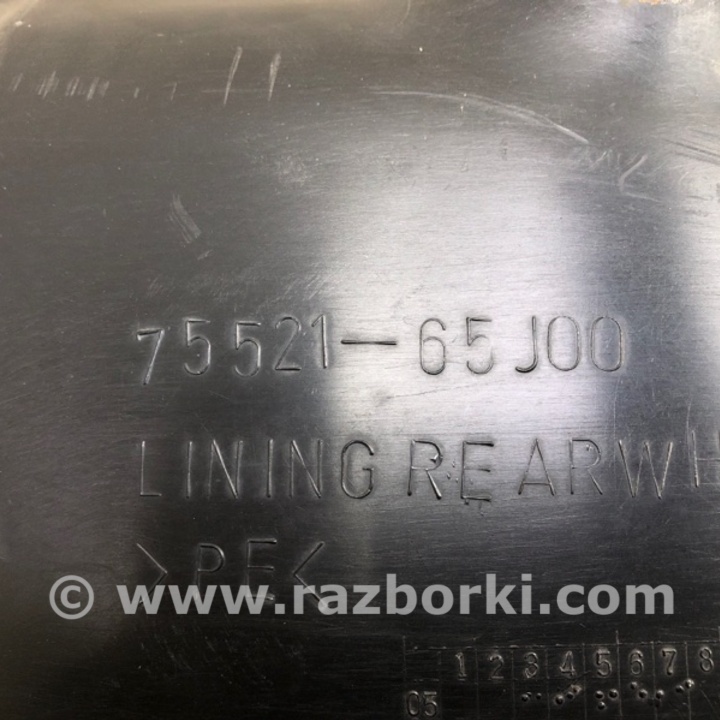 75521-65J00
LINING REAR WH
>PE<
© www.razborki.com
1 2 3 4 5 6 7 8
05